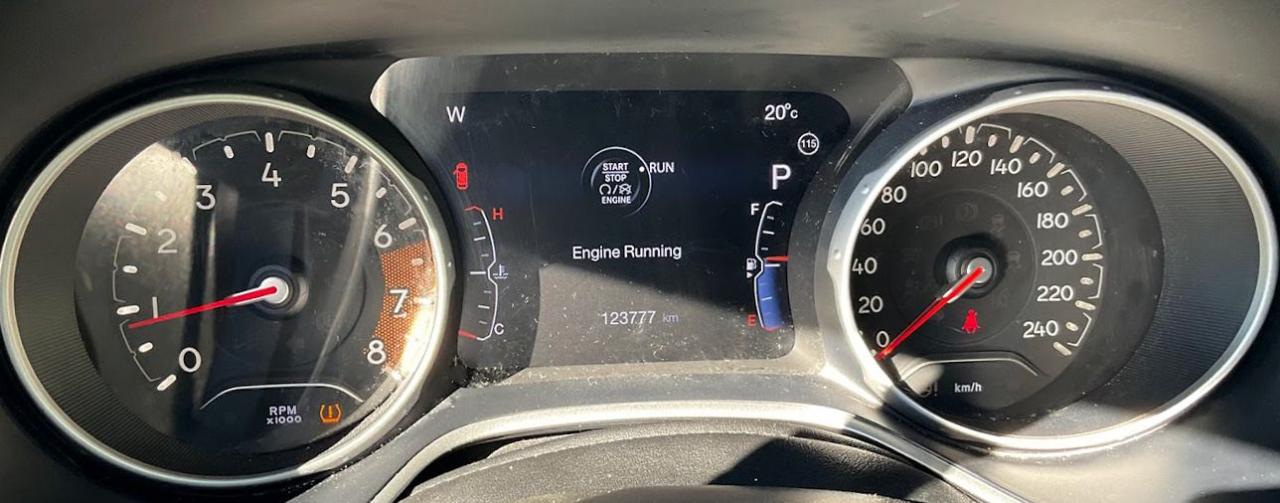 0
1
2
3
4
5
6
7
8
RPM
x1000
W
H
C
START
STOP
ENGINE
RUN
Engine Running
123777 km
20°C
115
P
F
E
0
20
40
60
80
100
120
140
160
180
200
220
240
km/h